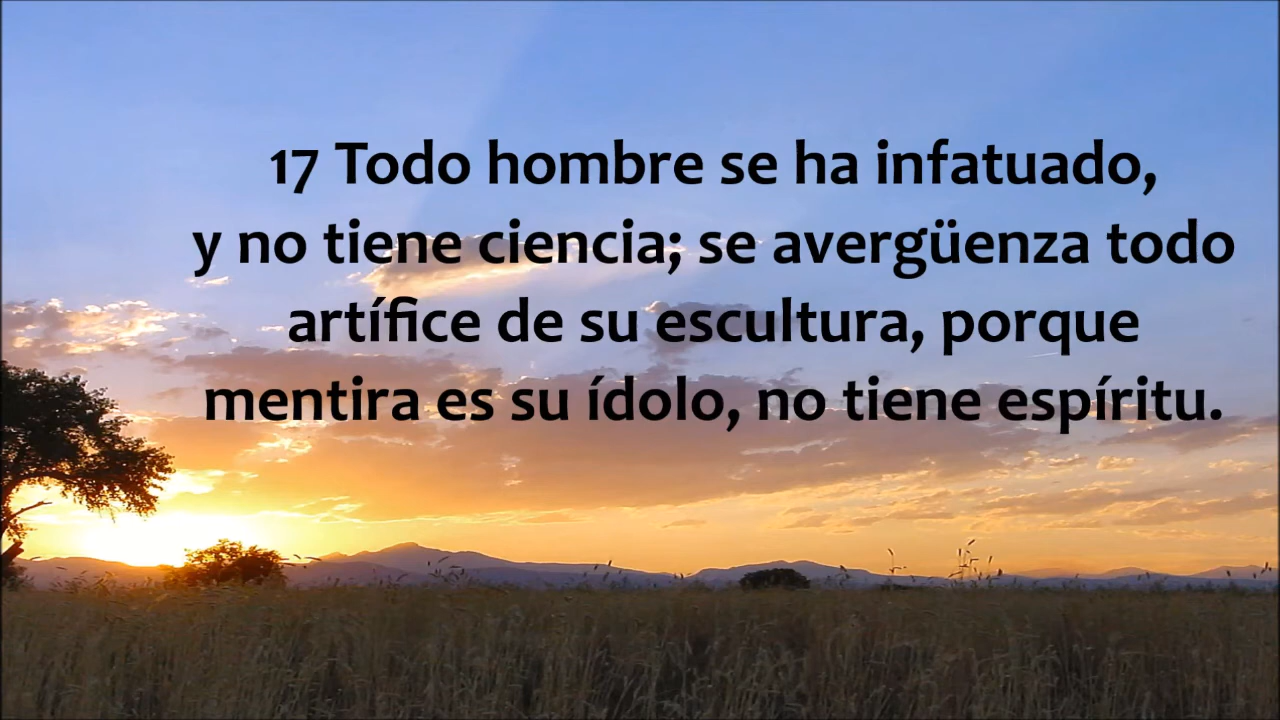 17 Todo hombre se ha infatuado,
y no tiene ciencia; se avergüenza todo
artífice de su escultura, porque
mentira es su ídolo, no tiene espíritu.